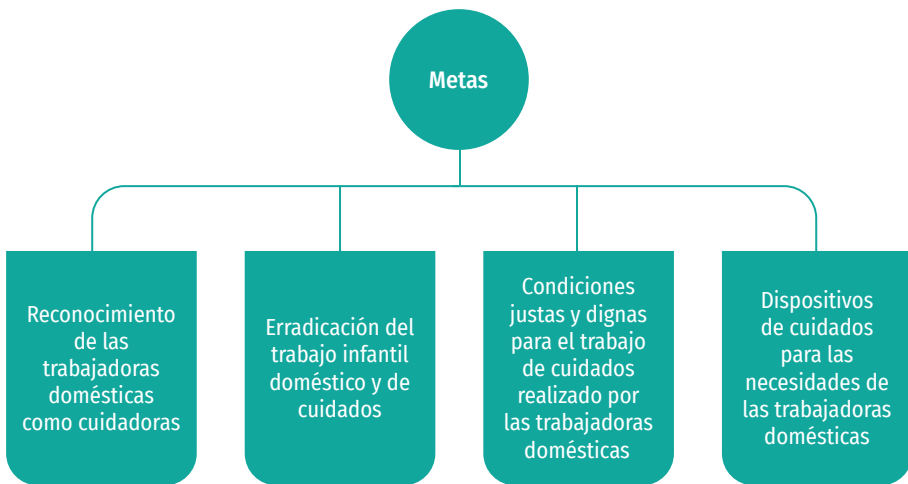 Metas
Reconocimiento
de las
trabajadoras
domésticas
como cuidadoras
Erradicación del
trabajo infantil
doméstico y de
cuidados
Condiciones
justas y dignas
para el trabajo
de cuidados
realizado por
las trabajadoras
domésticas
Dispositivos
de cuidados
para las
necesidades de
las trabajadoras
domésticas